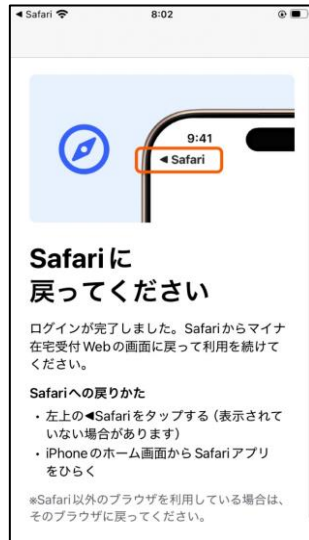 ◀ Safari 8:02
9:41
◀ Safari
Safariに
戻ってください
ログインが完了しました。Safariからマイナ
在宅受付Webの画面に戻って利用を続けて
ください。
Safariへの戻りかた
・左上の◀Safariをタップする（表示されて
いない場合があります）
・iPhoneのホーム画面からSafariアプリ
をひらく
※Safari以外のブラウザを利用している場合は、
そのブラウザに戻ってください。